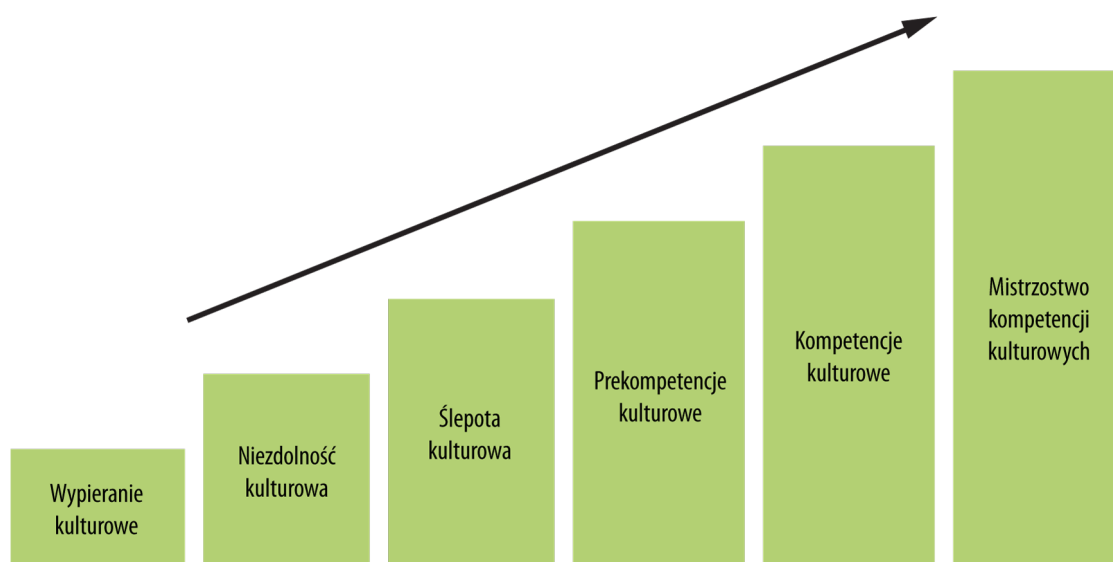 Wypieranie
kulturowe
Niezdolność
kulturowa
Ślepota
kulturowa
Prekompetencje
kulturowe
Kompetencje
kulturowe
Mistrzostwo
kompetencji
kulturowych